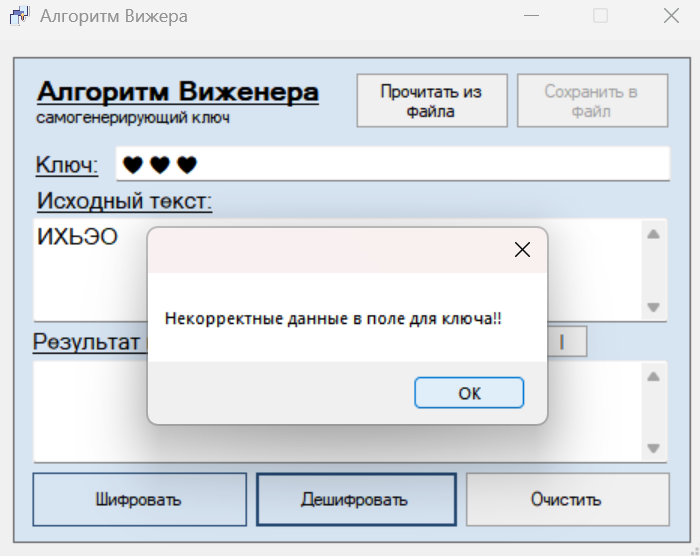 Алгоритм Вижера
Алгоритм Виженера
самогенерирующий ключ
Прочитать из
файла
Сохранить в
файл
Ключ: ♥♥♥
Исходный текст:
ИХЬЭО
Некорректные данные в поле для ключа!!
OK
Результат
Шифровать
Дешифровать
Очистить